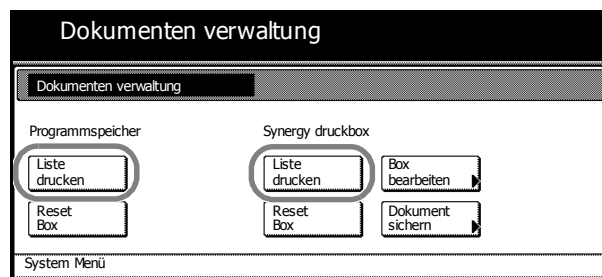 Dokumenten verwaltung
Dokumenten verwaltung
Programmspeicher
Synergy druckbox
Liste
drucken
Liste
drucken
Box
bearbeiten
Reset
Box
Reset
Box
Dokument
sichern
System Menü